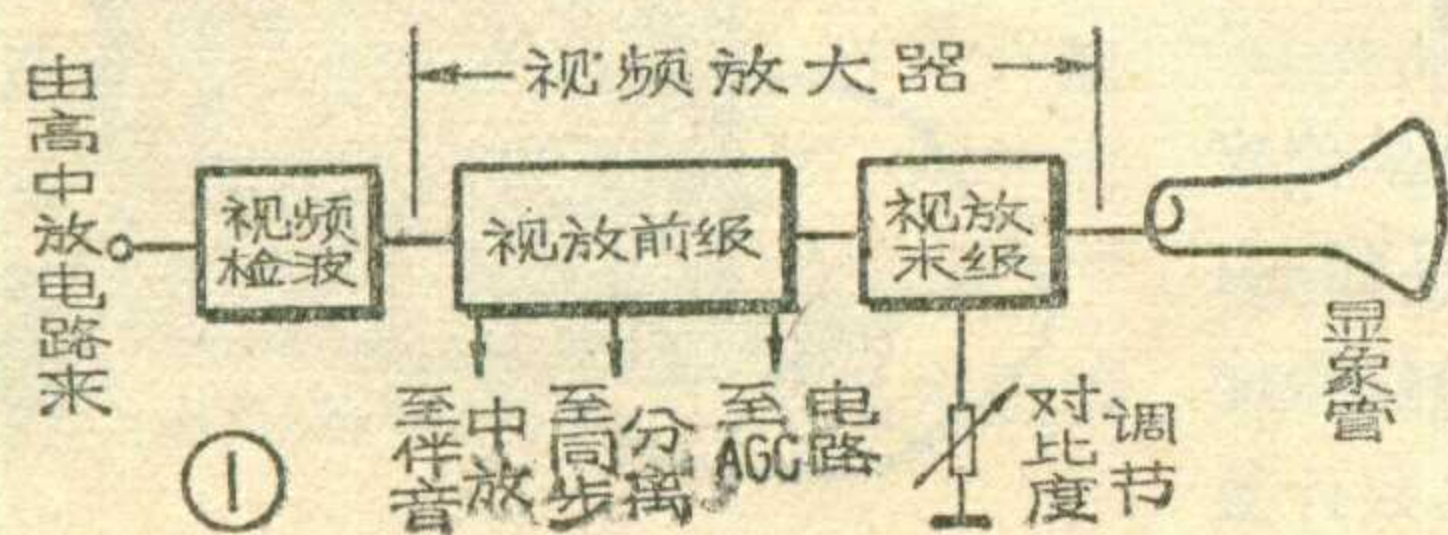 视频放大器
由高中放电路来
视频
检波
视放前级
视放
末级
显象管
至伴音
中放
至同步
分离
至AGC
电路
对比度
调节
①